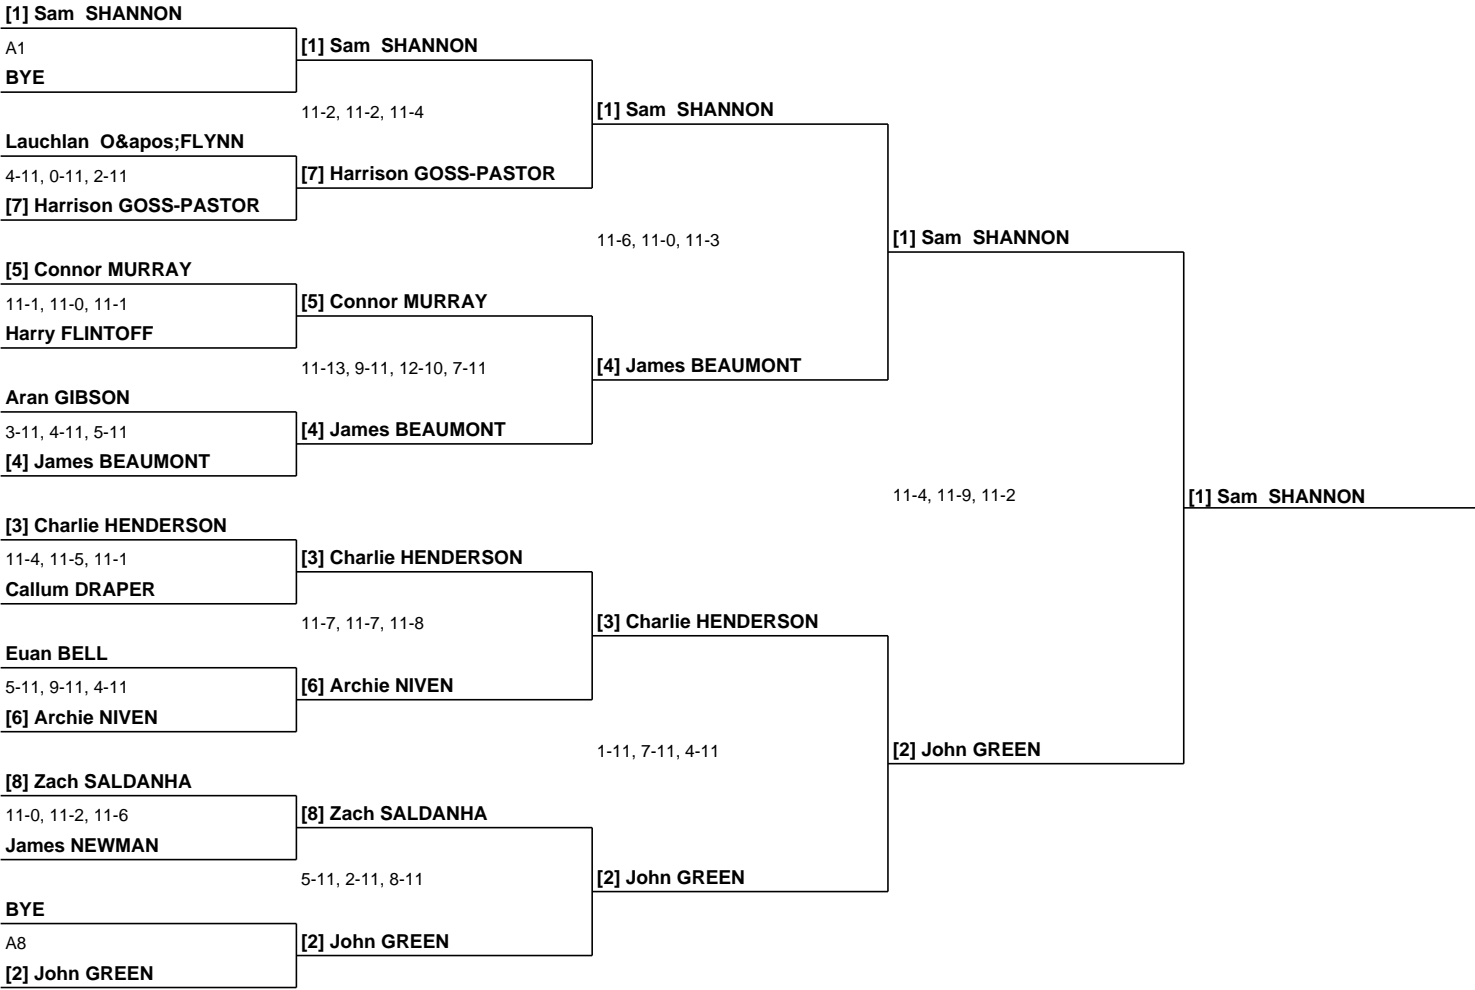 [1] Sam  SHANNON
A1
BYE
Lauchlan  O&apos;FLYNN
4-11, 0-11, 2-11
[7] Harrison GOSS-PASTOR
[5] Connor MURRAY
11-1, 11-0, 11-1
Harry FLINTOFF
Aran GIBSON
3-11, 4-11, 5-11
[4] James BEAUMONT
[3] Charlie HENDERSON
11-4, 11-5, 11-1
Callum DRAPER
Euan BELL
5-11, 9-11, 4-11
[6] Archie NIVEN
[8] Zach SALDANHA
11-0, 11-2, 11-6
James NEWMAN
BYE
A8
[2] John GREEN
[1] Sam  SHANNON
11-2, 11-2, 11-4
[7] Harrison GOSS-PASTOR
[5] Connor MURRAY
11-13, 9-11, 12-10, 7-11
[4] James BEAUMONT
[3] Charlie HENDERSON
11-7, 11-7, 11-8
[6] Archie NIVEN
[8] Zach SALDANHA
5-11, 2-11, 8-11
[2] John GREEN
[1] Sam  SHANNON
11-6, 11-0, 11-3
[4] James BEAUMONT
[3] Charlie HENDERSON
1-11, 7-11, 4-11
[2] John GREEN
[1] Sam  SHANNON
11-4, 11-9, 11-2
[2] John GREEN
[1] Sam  SHANNON